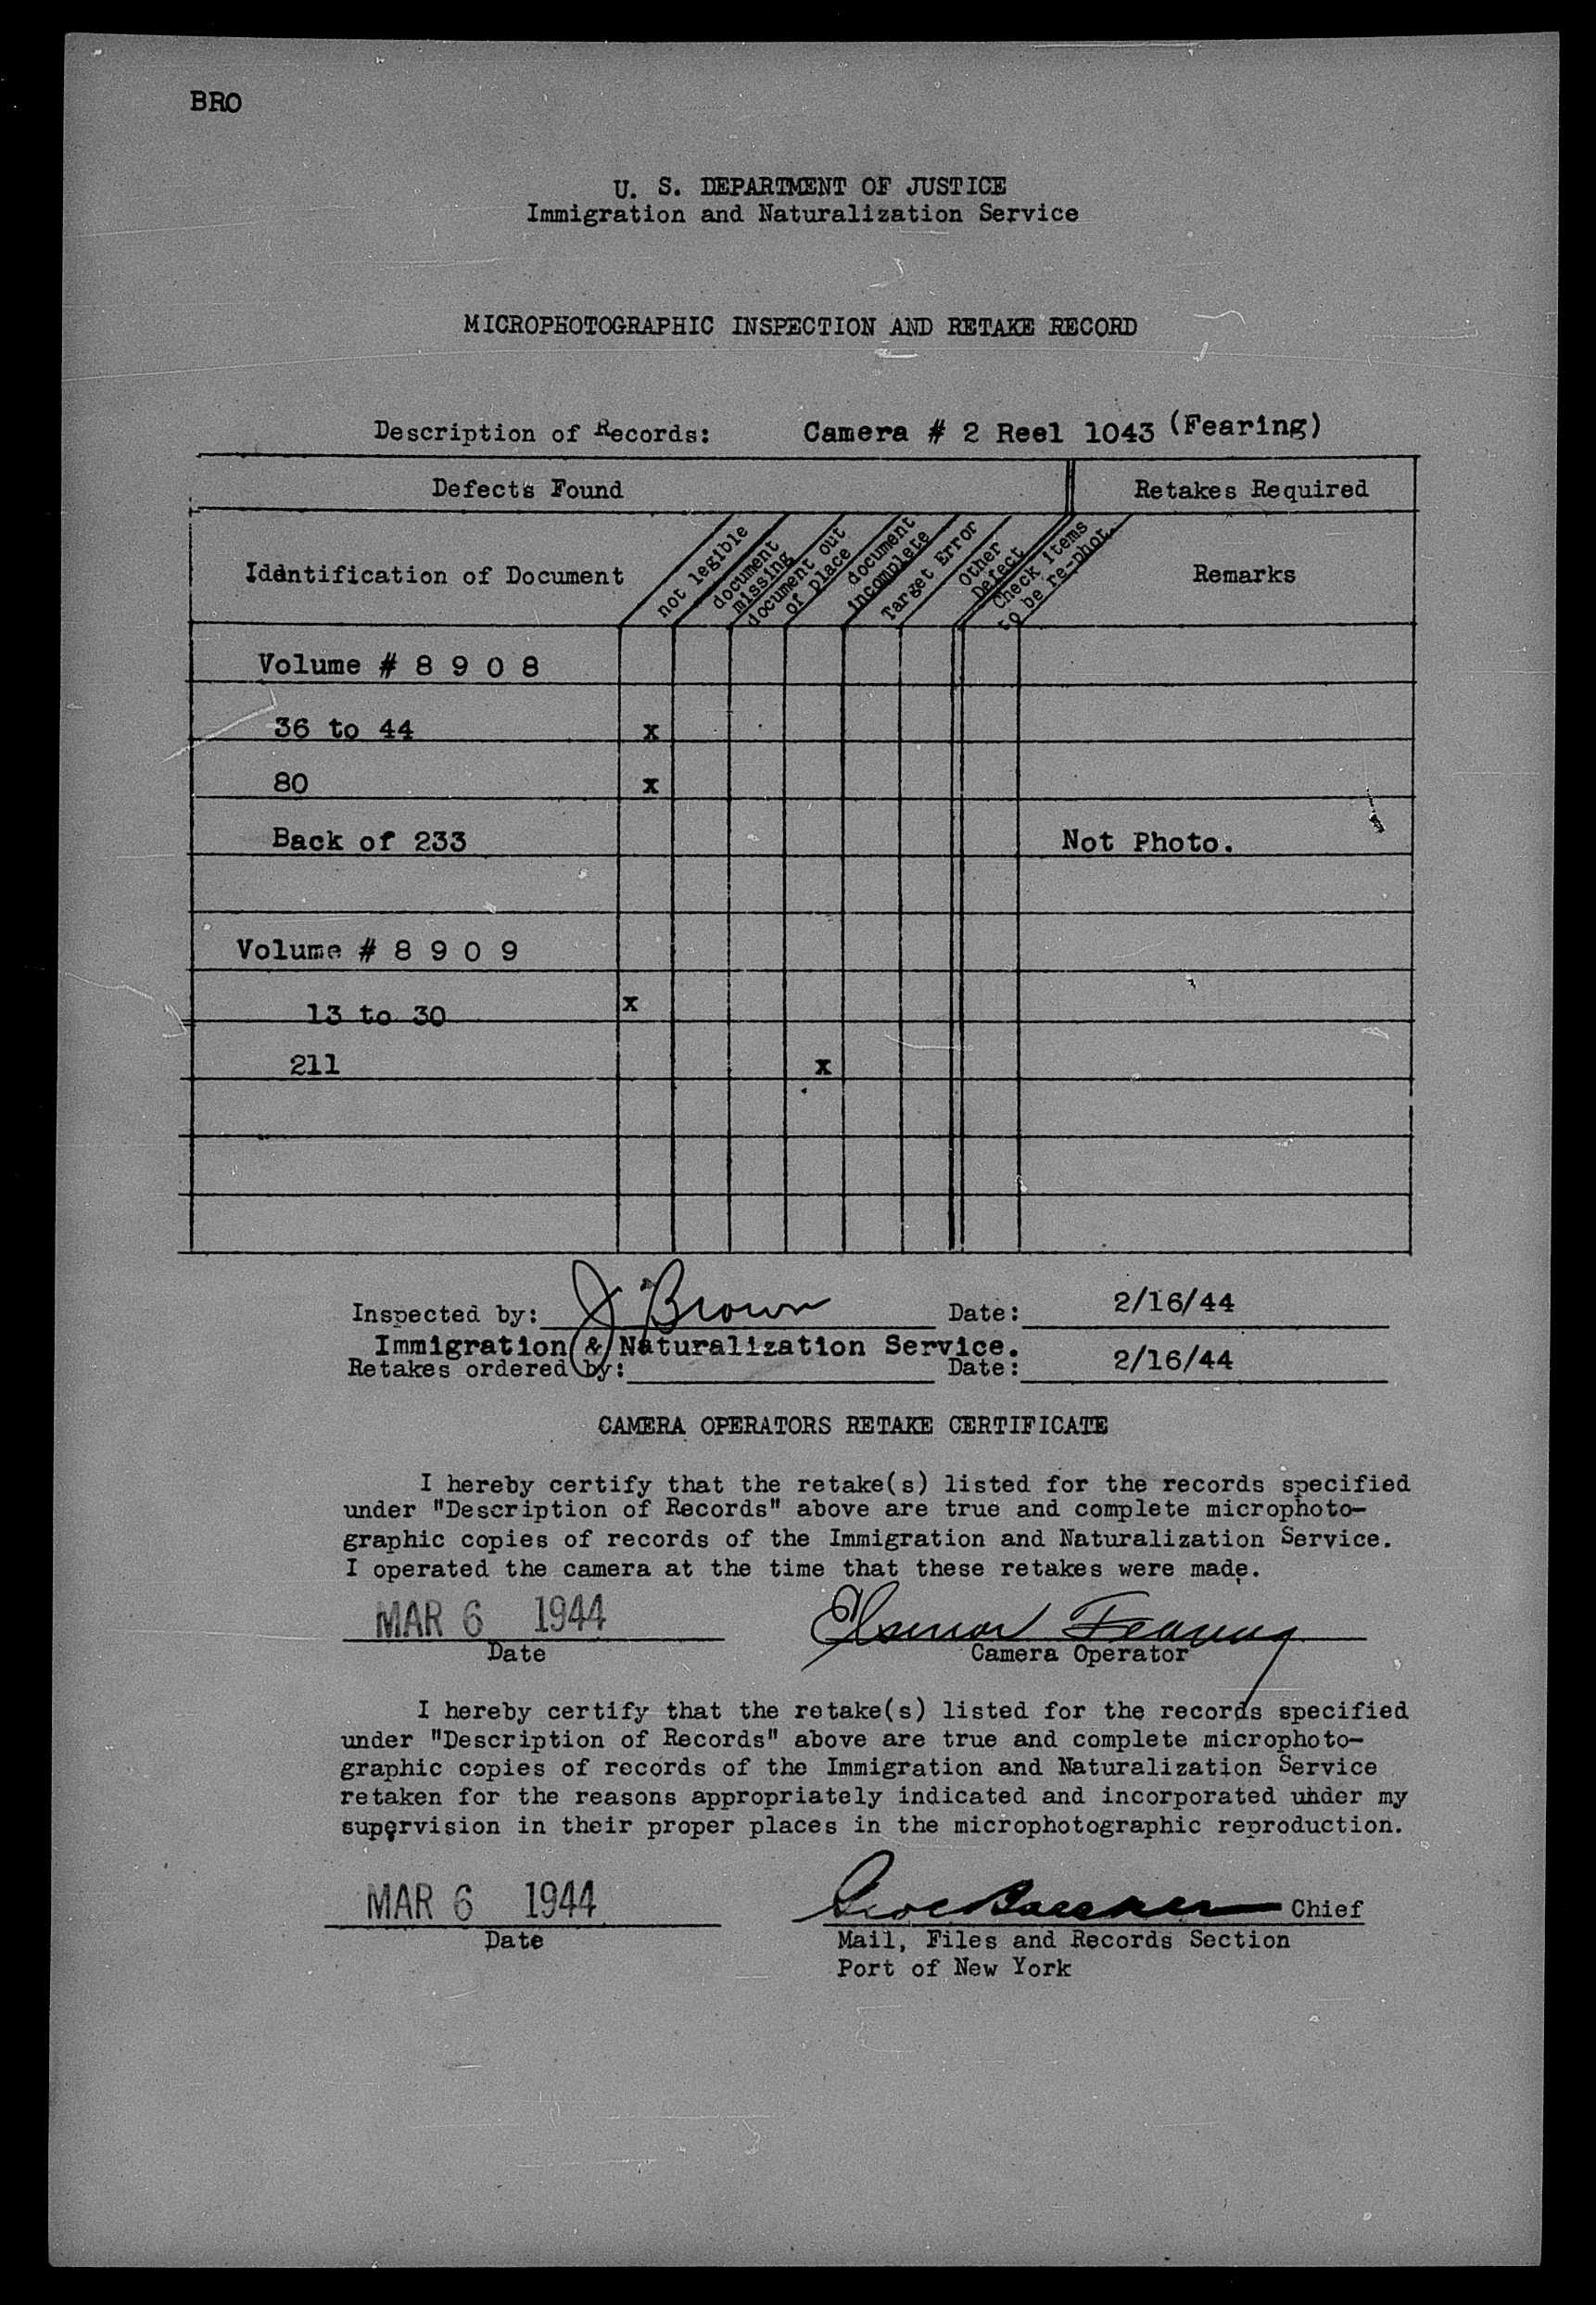 BRO
U. S. DEPARTMENT OF JUSTICE
Immigration and Naturalization Service
MICROPHOTOGRAPHIC INSPECTION AND RETAKE RECORD
Description of Records: Camera # 2 Reel 1043 (Fearing)
Defects Found Retakes Required
Identification of Document not legible document missing document out of place document incomplete Target Error Other Defect Check items to be re-phot. Remarks
Volume # 8 9 0 8
36 to 44 x
80 x
Back of 233 Not Photo.
Volume # 8 9 0 9
13 to 30 x
211 x
Inspected by: J Brown Date: 2/16/44
Immigration & Naturalization Service.
Retakes ordered by: Date: 2/16/44
CAMERA OPERATORS RETAKE CERTIFICATE
I hereby certify that the retake(s) listed for the records specified
under "Description of Records" above are true and complete microphoto-
graphic copies of records of the Immigration and Naturalization Service.
I operated the camera at the time that these retakes were made.
MAR 6 1944 Eleanor Fearing
Date Camera Operator
I hereby certify that the retake(s) listed for the records specified
under "Description of Records" above are true and complete microphoto-
graphic copies of records of the Immigration and Naturalization Service
retaken for the reasons appropriately indicated and incorporated under my
supervision in their proper places in the microphotographic reproduction.
MAR 6 1944 Chief
Date Mail, Files and Records Section
Port of New York